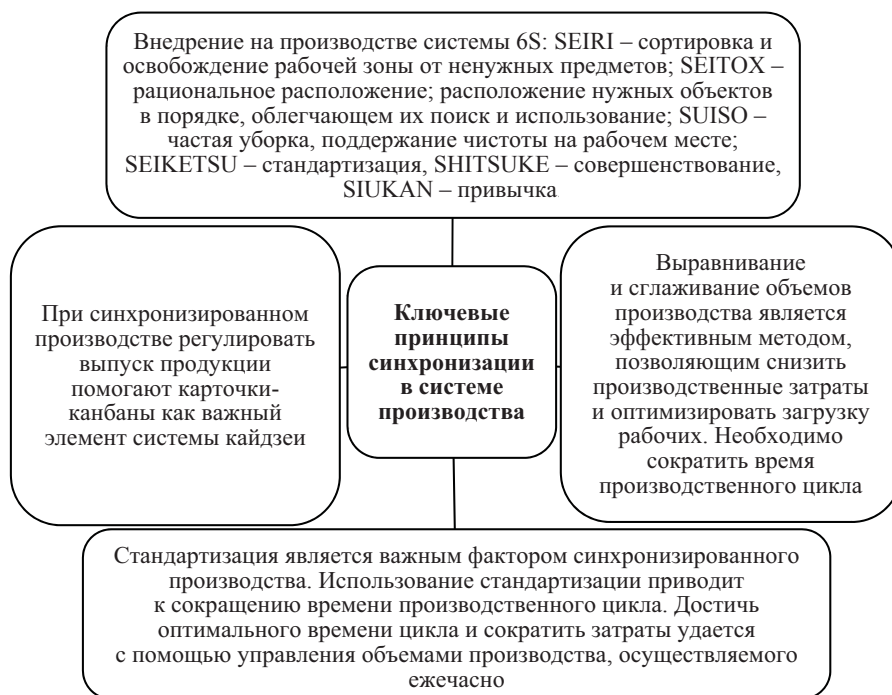 Внедрение на производстве системы 6S: SEIRI – сортировка и
освобождение рабочей зоны от ненужных предметов; SEITOX –
рациональное расположение; расположение нужных объектов
в порядке, облегчающем их поиск и использование; SUISO –
частая уборка, поддержание чистоты на рабочем месте;
SEIKETSU – стандартизация, SHITSUKE – совершенствование,
SIUKAN – привычка
При синхронизированном
производстве регулировать
выпуск продукции
помогают карточки-
канбаны как важный
элемент системы кайдзеи
Ключевые
принципы
синхронизации
в системе
производства
Выравнивание
и сглаживание объемов
производства является
эффективным методом,
позволяющим снизить
производственные затраты
и оптимизировать загрузку
рабочих. Необходимо
сократить время
производственного цикла
Стандартизация является важным фактором синхронизированного
производства. Использование стандартизации приводит
к сокращению времени производственного цикла. Достичь
оптимального времени цикла и сократить затраты удается
с помощью управления объемами производства, осуществляемого
ежечасно